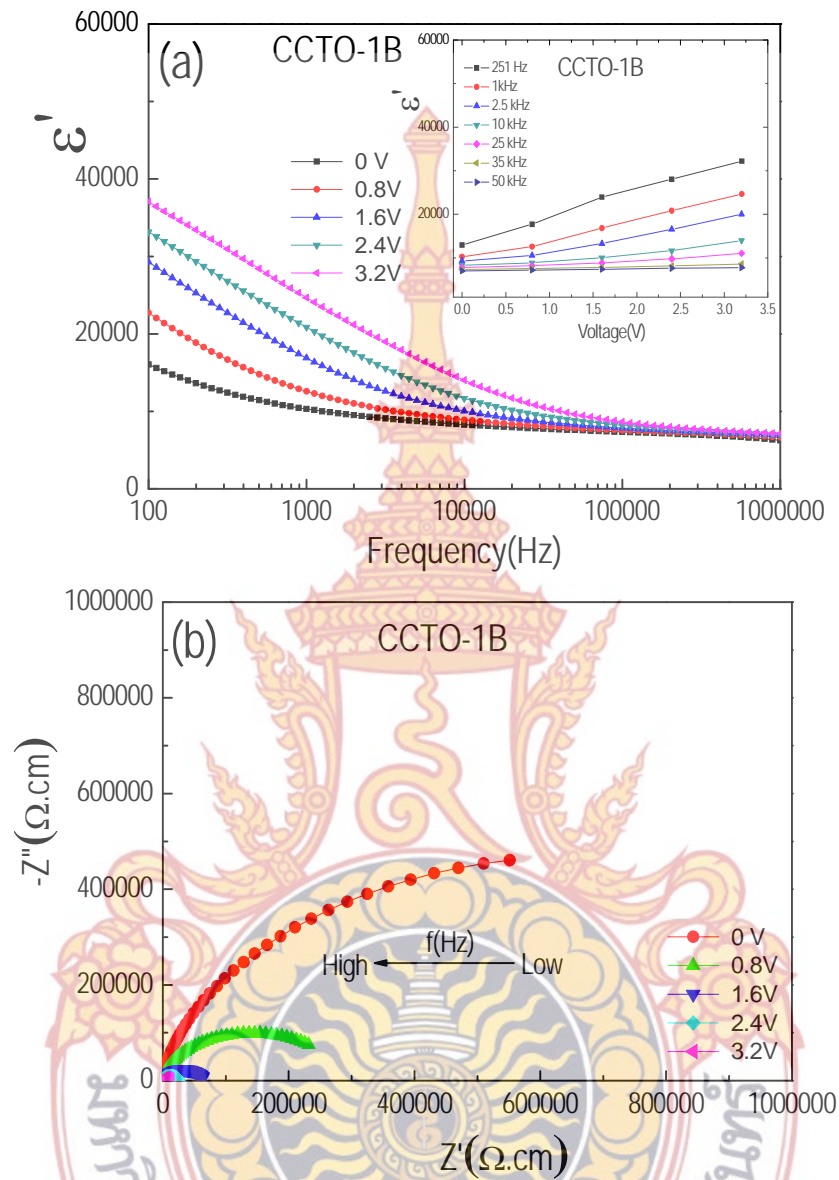 (a)
CCTO-1B
60000
40000
20000
0
ε'
0 V
0.8V
1.6V
2.4V
3.2V
100 1000 10000 100000 1000000
Frequency(Hz)
CCTO-1B
60000
40000
20000
0
ε'
251 Hz
1kHz
2.5 kHz
10 kHz
25 kHz
35 kHz
50 kHz
0.0 0.5 1.0 1.5 2.0 2.5 3.0 3.5
Voltage(V)
(b)
CCTO-1B
1000000
800000
600000
400000
200000
0
-Z"(Ω.cm)
f(Hz)
High Low
0 V
0.8V
1.6V
2.4V
3.2V
0 200000 400000 600000 800000 1000000
Z'(Ω.cm)